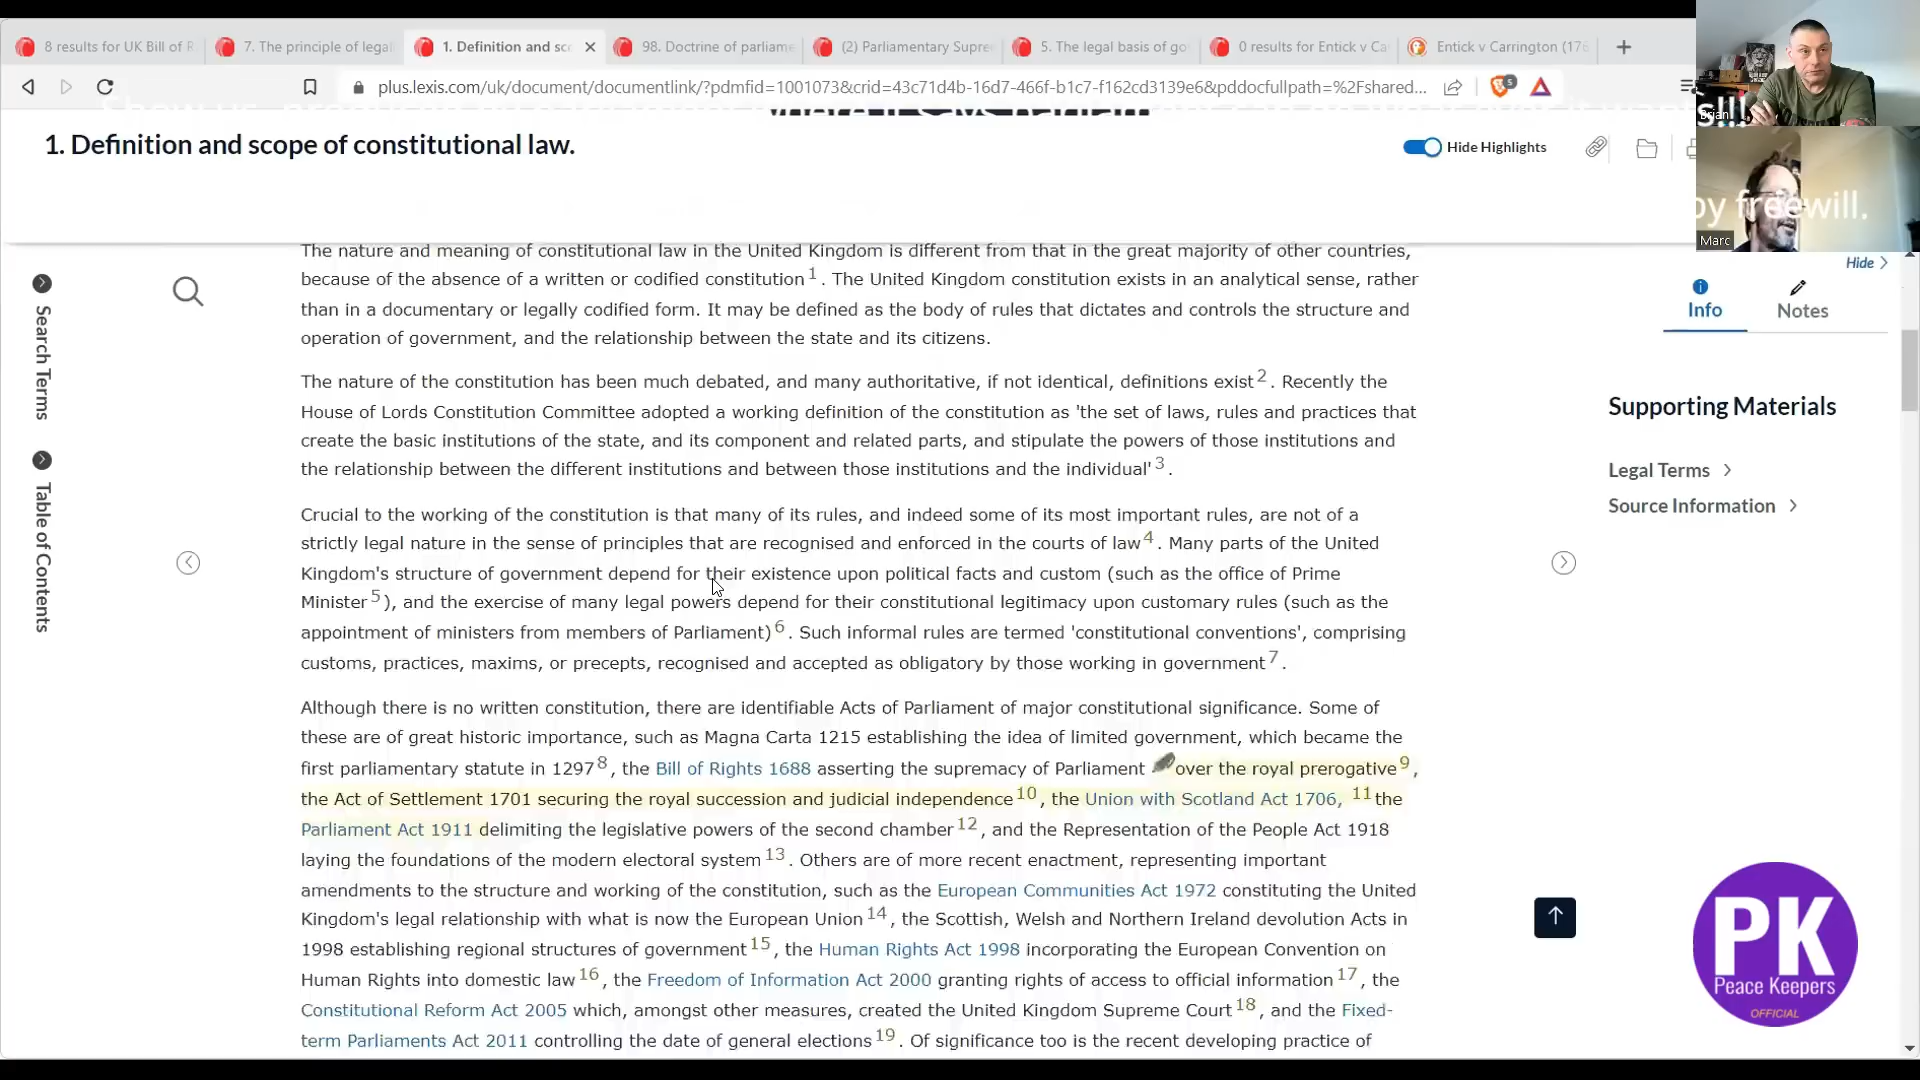 8 results for UK Bill of R
7. The principle of legal
1. Definition and sc
98. Doctrine of parliame
(2) Parliamentary Supre
5. The legal basis of go
0 results for Entick v Ca
Entick v Carrington (176
plus.lexis.com/uk/document/documentlink/?pdmfid=1001073&crid=43c71d4b-16d7-466f-b1c7-f162cd3139e6&pddocfullpath=%2Fshared...
5
Brian
s!!!
1. Definition and scope of constitutional law.
Hide Highlights
by freewill.
Marc
Hide
Search Terms
Table of Contents
Info
Notes
Supporting Materials
Legal Terms
Source Information
The nature and meaning of constitutional law in the United Kingdom is different from that in the great majority of other countries,
because of the absence of a written or codified constitution 1 . The United Kingdom constitution exists in an analytical sense, rather
than in a documentary or legally codified form. It may be defined as the body of rules that dictates and controls the structure and
operation of government, and the relationship between the state and its citizens.
The nature of the constitution has been much debated, and many authoritative, if not identical, definitions exist 2 . Recently the
House of Lords Constitution Committee adopted a working definition of the constitution as 'the set of laws, rules and practices that
create the basic institutions of the state, and its component and related parts, and stipulate the powers of those institutions and
the relationship between the different institutions and between those institutions and the individual' 3 .
Crucial to the working of the constitution is that many of its rules, and indeed some of its most important rules, are not of a
strictly legal nature in the sense of principles that are recognised and enforced in the courts of law 4 . Many parts of the United
Kingdom's structure of government depend for their existence upon political facts and custom (such as the office of Prime
Minister 5 ), and the exercise of many legal powers depend for their constitutional legitimacy upon customary rules (such as the
appointment of ministers from members of Parliament) 6 . Such informal rules are termed 'constitutional conventions', comprising
customs, practices, maxims, or precepts, recognised and accepted as obligatory by those working in government 7 .
Although there is no written constitution, there are identifiable Acts of Parliament of major constitutional significance. Some of
these are of great historic importance, such as Magna Carta 1215 establishing the idea of limited government, which became the
first parliamentary statute in 1297 8 , the Bill of Rights 1688 asserting the supremacy of Parliament over the royal prerogative 9 ,
the Act of Settlement 1701 securing the royal succession and judicial independence 10 , the Union with Scotland Act 1706, 11 the
Parliament Act 1911 delimiting the legislative powers of the second chamber 12 , and the Representation of the People Act 1918
laying the foundations of the modern electoral system 13 . Others are of more recent enactment, representing important
amendments to the structure and working of the constitution, such as the European Communities Act 1972 constituting the United
Kingdom's legal relationship with what is now the European Union 14 , the Scottish, Welsh and Northern Ireland devolution Acts in
1998 establishing regional structures of government 15 , the Human Rights Act 1998 incorporating the European Convention on
Human Rights into domestic law 16 , the Freedom of Information Act 2000 granting rights of access to official information 17 , the
Constitutional Reform Act 2005 which, amongst other measures, created the United Kingdom Supreme Court 18 , and the Fixed-
term Parliaments Act 2011 controlling the date of general elections 19 . Of significance too is the recent developing practice of
PK
Peace Keepers
OFFICIAL